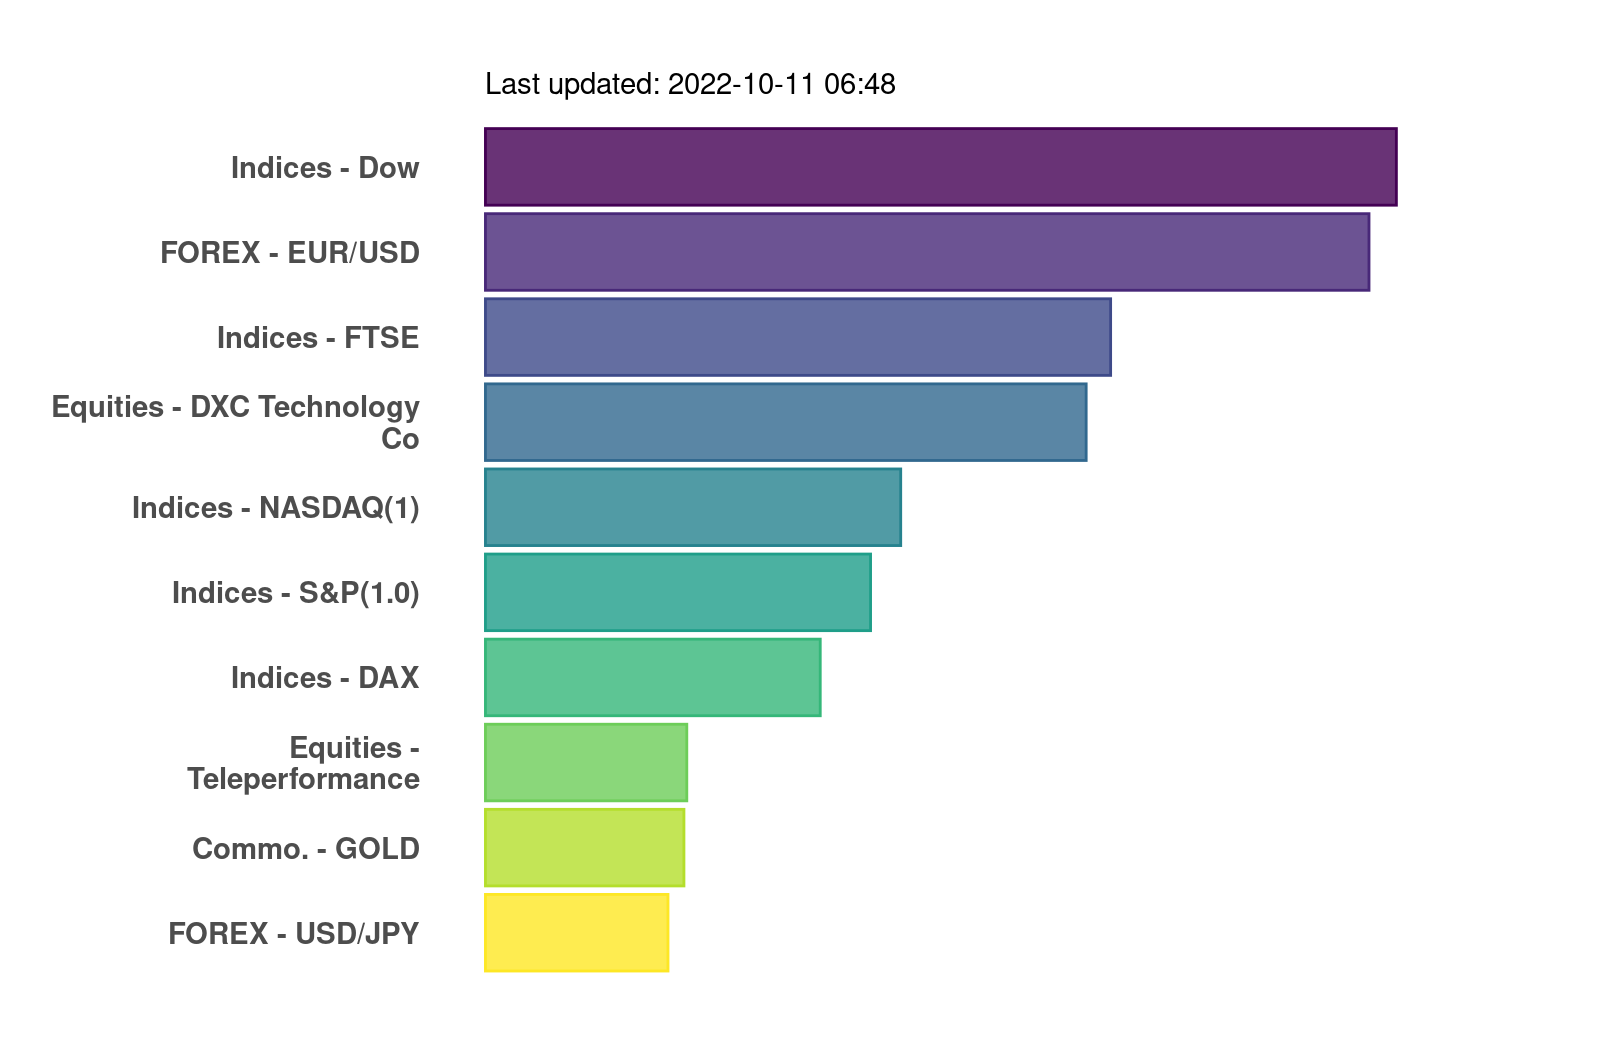 Last updated: 2022-10-11 06:48
Indices - Dow
FOREX - EUR/USD
Indices - FTSE
Equities - DXC Technology
Co
Indices - NASDAQ(1)
Indices - S&P(1.0)
Indices - DAX
Equities -
Teleperformance
Commo. - GOLD
FOREX - USD/JPY